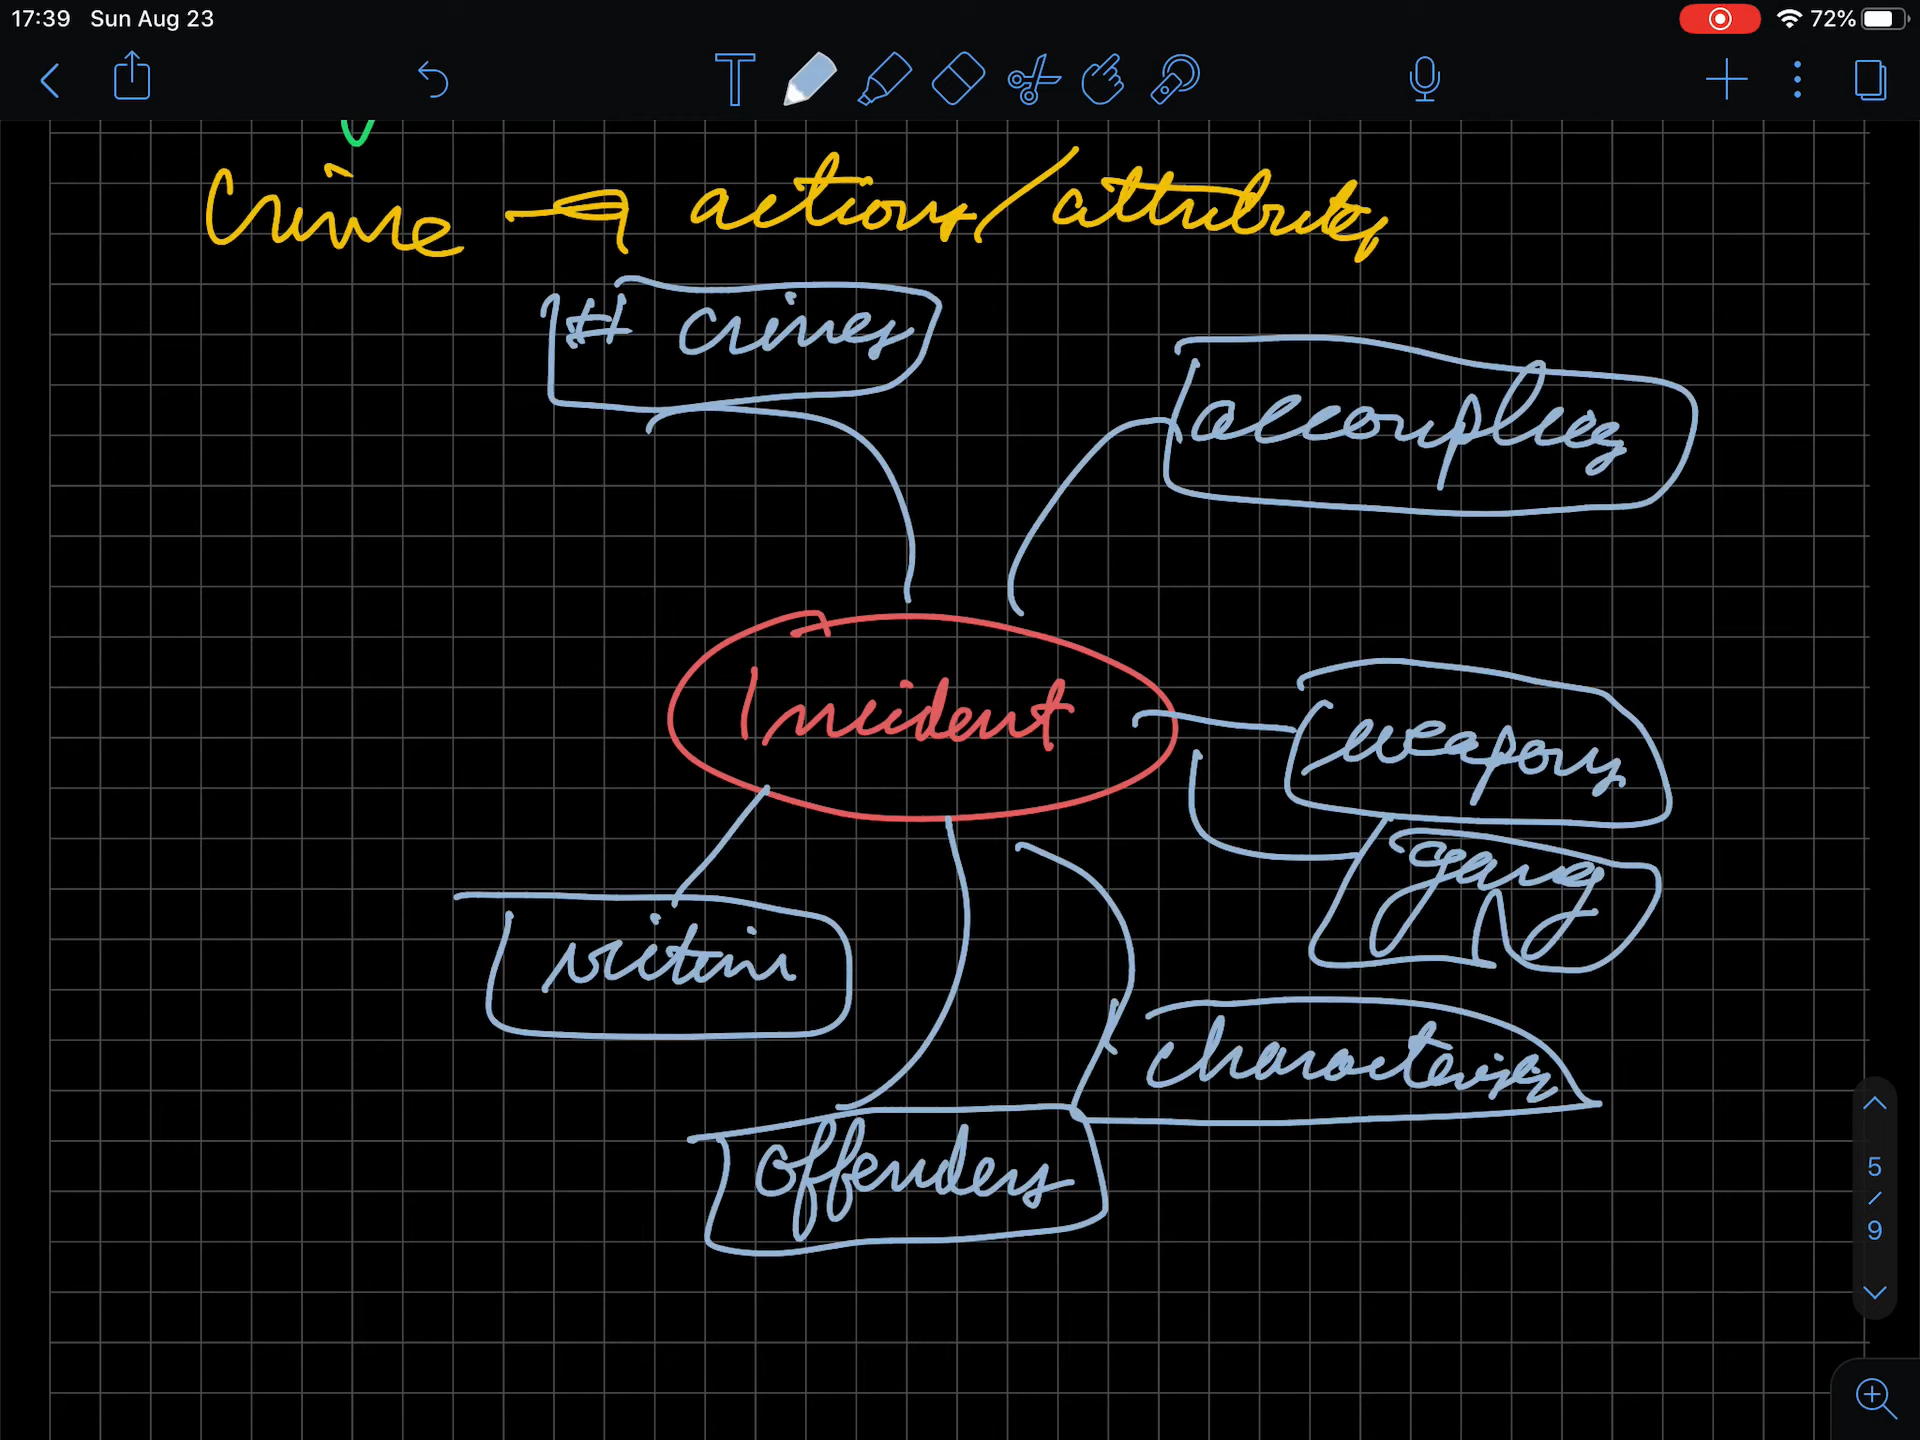 17:39 Sun Aug 23
72%
Crime → actions/attributes
# crimes
accomplices
Incident
weapons
gang
victim
characteristics
offenders
5
/
9